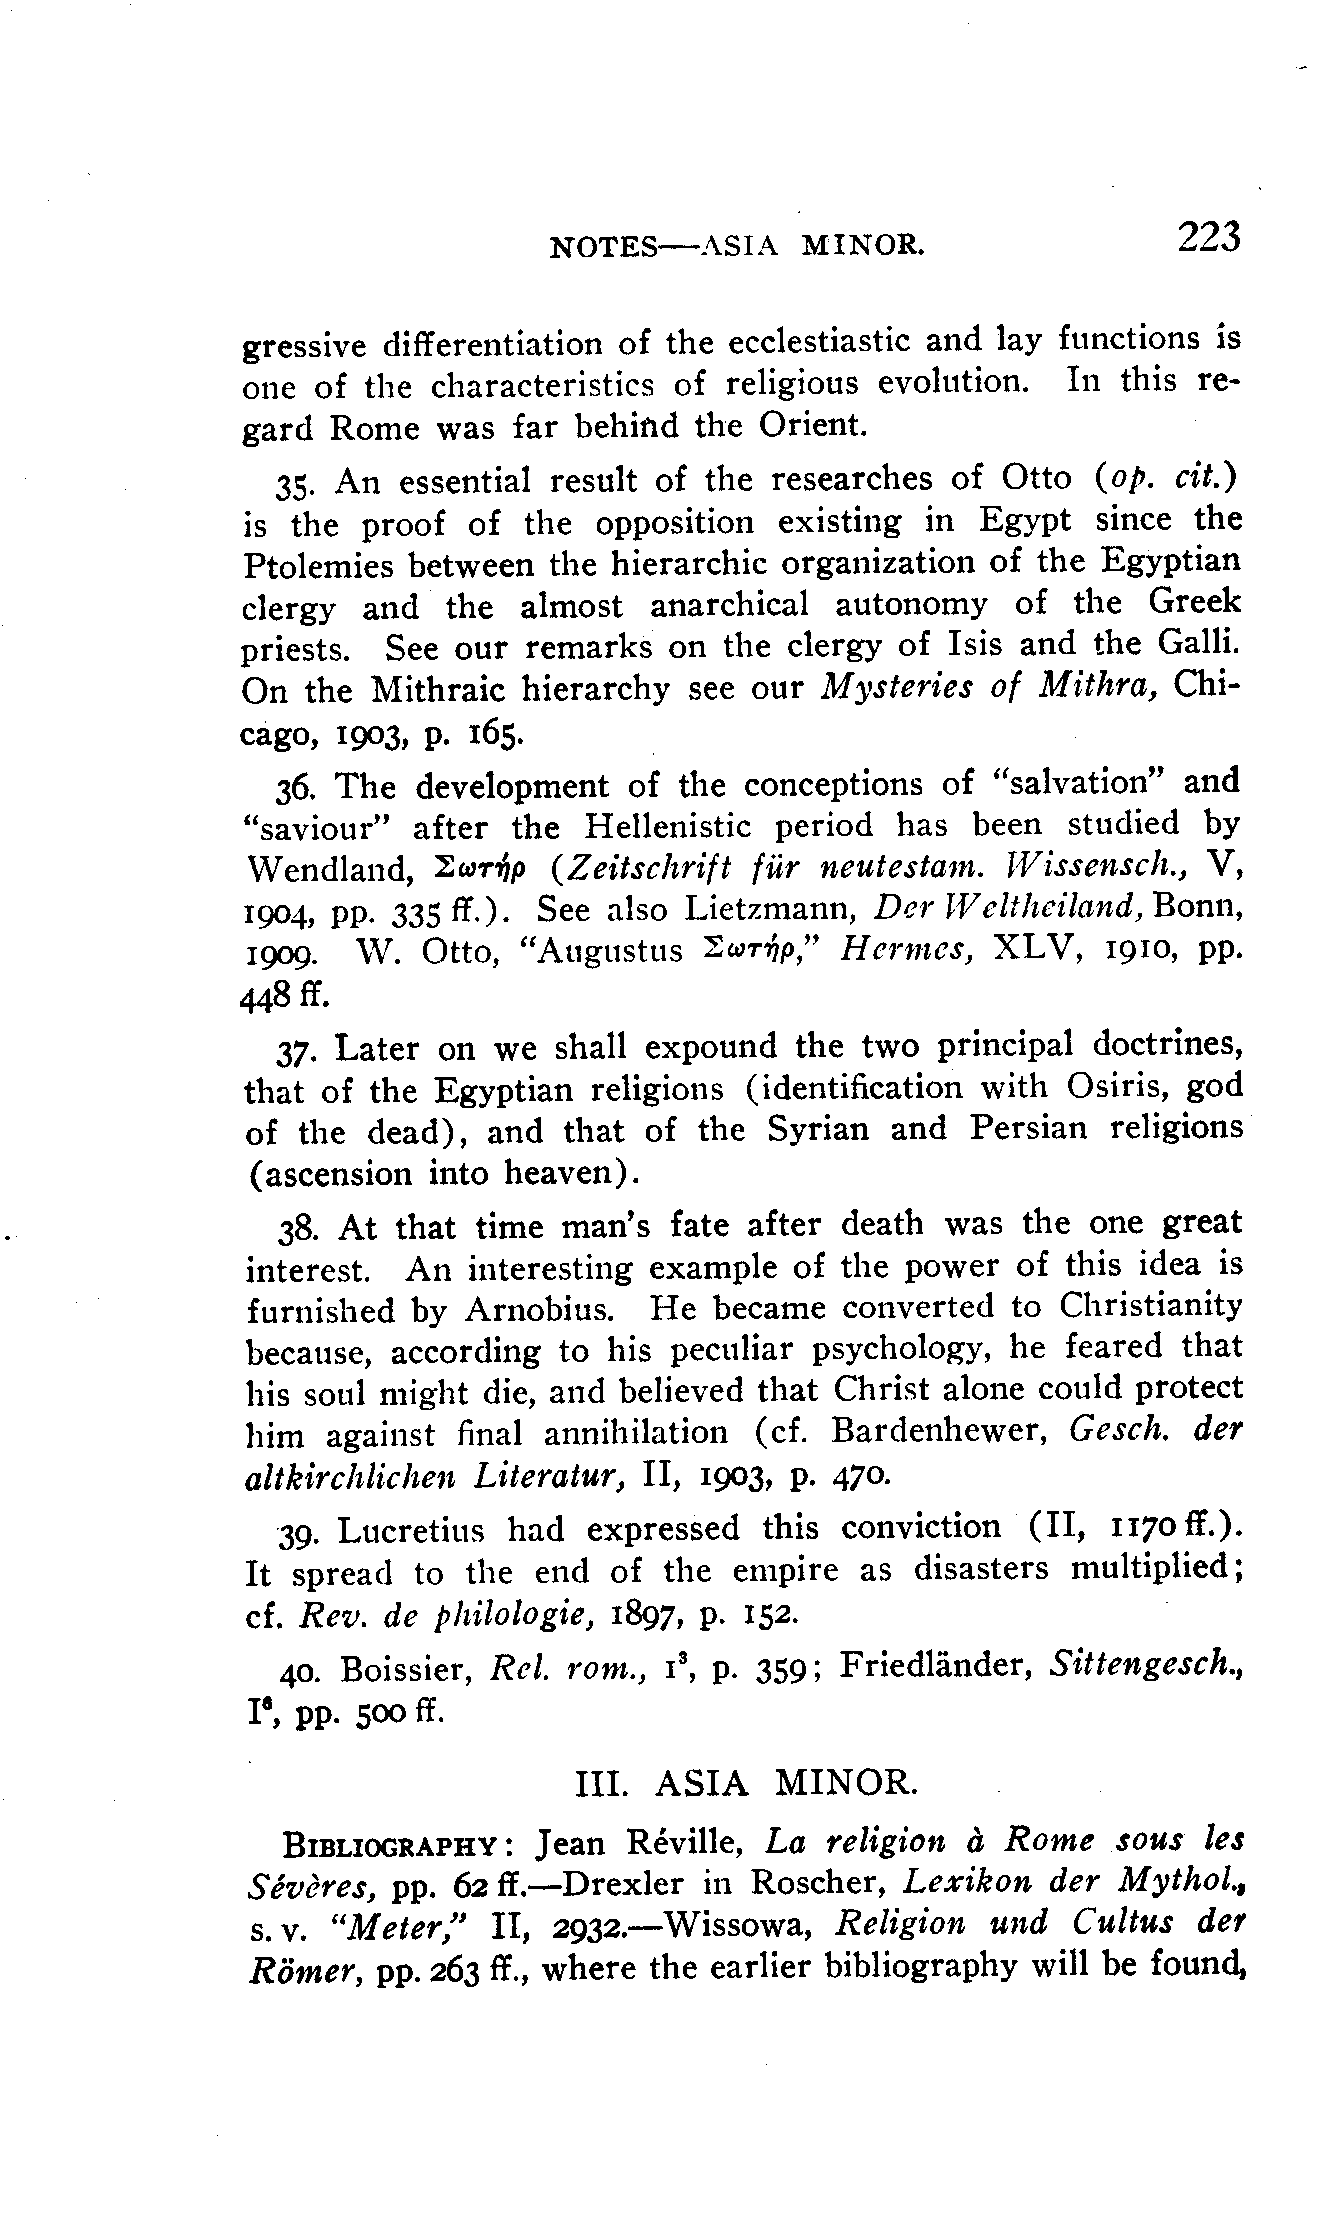 NOTES—ASIA MINOR. 223
gressive differentiation of the ecclestiastic and lay functions is
one of the characteristics of religious evolution. In this re-
gard Rome was far behind the Orient.
35. An essential result of the researches of Otto (op. cit.)
is the proof of the opposition existing in Egypt since the
Ptolemies between the hierarchic organization of the Egyptian
clergy and the almost anarchical autonomy of the Greek
priests. See our remarks on the clergy of Isis and the Galli.
On the Mithraic hierarchy see our Mysteries of Mithra, Chi-
cago, 1903, p. 165.
36. The development of the conceptions of "salvation" and
"saviour" after the Hellenistic period has been studied by
Wendland, Σωτήρ (Zeitschrift für neutestam. Wissensch., V,
1904, pp. 335 ff.). See also Lietzmann, Der Weltheiland, Bonn,
1909. W. Otto, "Augustus Σωτήρ," Hermes, XLV, 1910, pp.
448 ff.
37. Later on we shall expound the two principal doctrines,
that of the Egyptian religions (identification with Osiris, god
of the dead), and that of the Syrian and Persian religions
(ascension into heaven).
38. At that time man's fate after death was the one great
interest. An interesting example of the power of this idea is
furnished by Arnobius. He became converted to Christianity
because, according to his peculiar psychology, he feared that
his soul might die, and believed that Christ alone could protect
him against final annihilation (cf. Bardenhewer, Gesch. der
altkirchlichen Literatur, II, 1903, p. 470.
39. Lucretius had expressed this conviction (II, 1170 ff.).
It spread to the end of the empire as disasters multiplied;
cf. Rev. de philologie, 1897, p. 152.
40. Boissier, Rel. rom., I³, p. 359; Friedländer, Sittengesch.,
I⁶, pp. 500 ff.
III. ASIA MINOR.
BIBLIOGRAPHY: Jean Réville, La religion à Rome sous les
Sévères, pp. 62 ff.—Drexler in Roscher, Lexikon der Mythol.,
s. v. "Meter," II, 2932.—Wissowa, Religion und Cultus der
Römer, pp. 263 ff., where the earlier bibliography will be found,